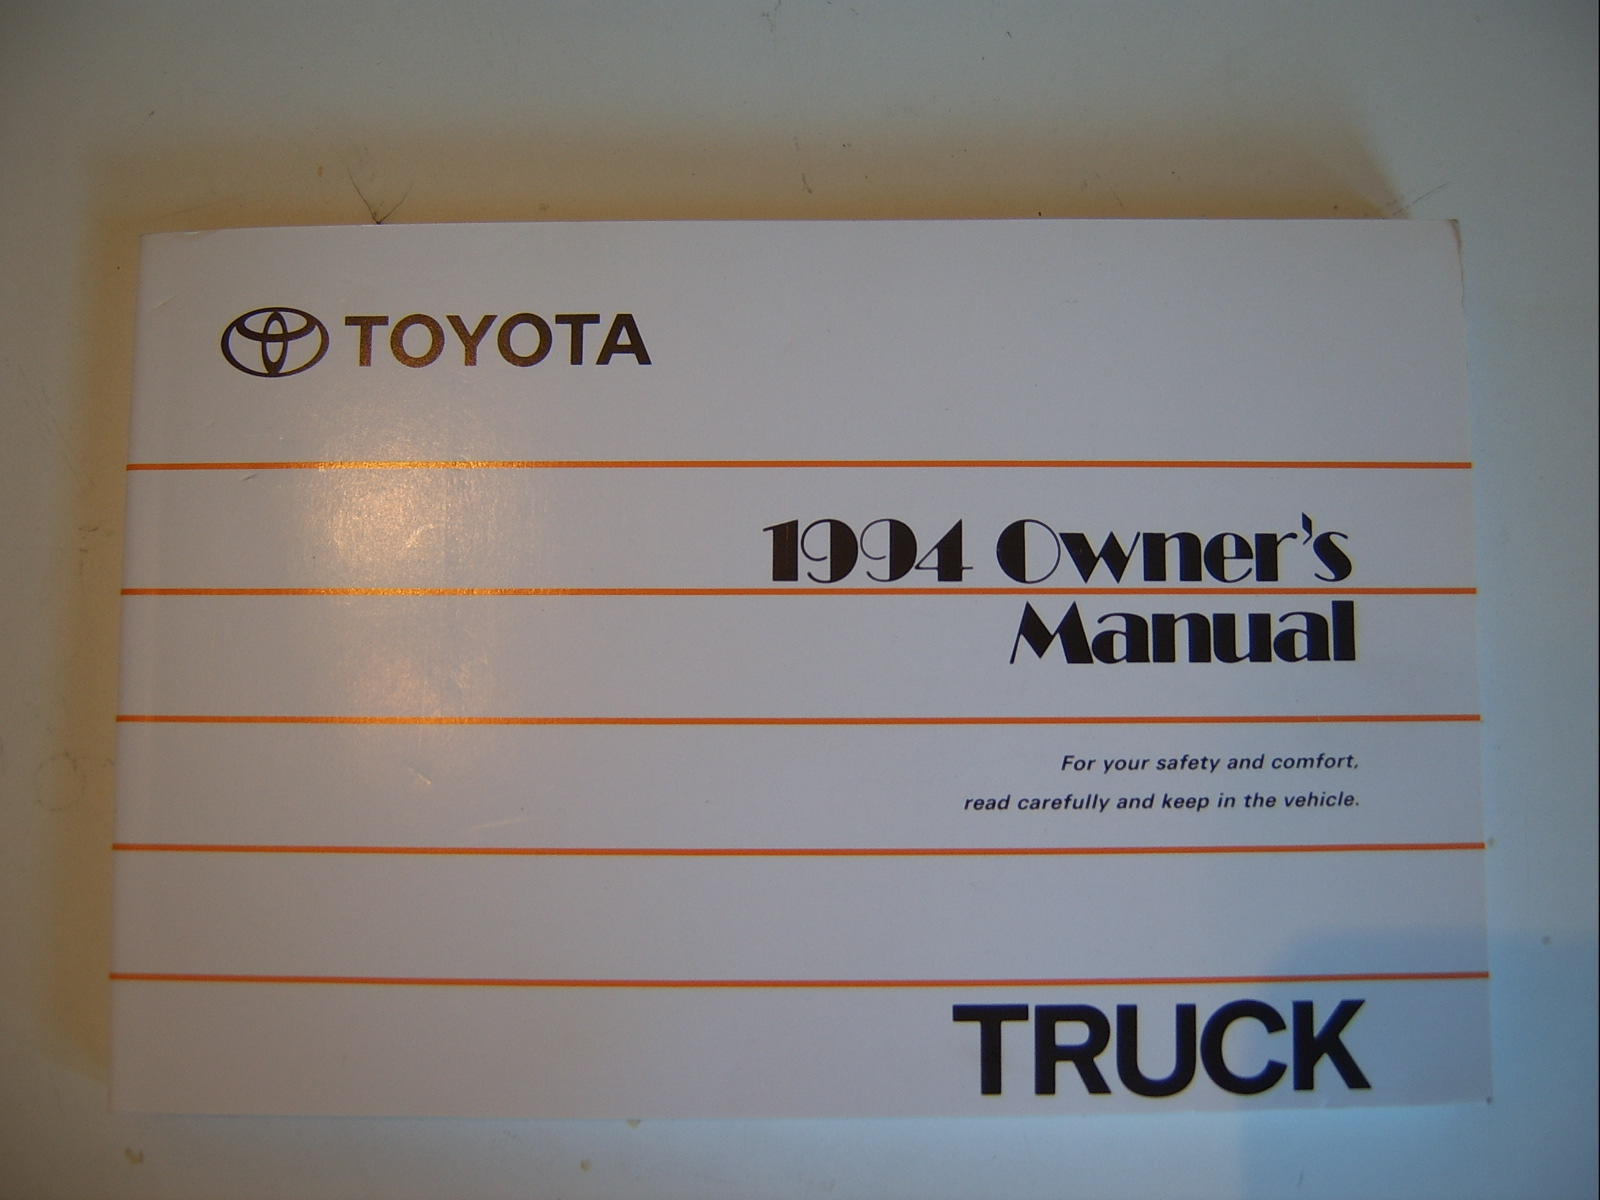 TOYOTA
1994 Owner's
Manual
For your safety and comfort,
read carefully and keep in the vehicle.
TRUCK